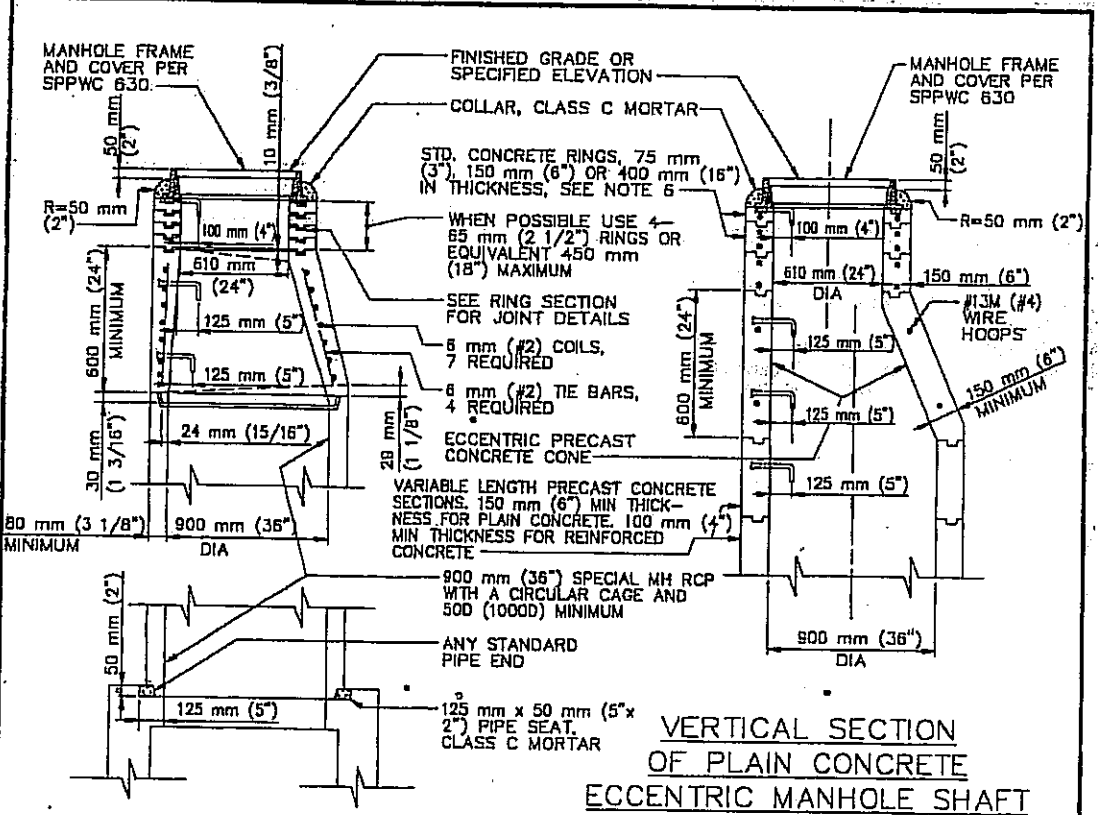 MANHOLE FRAME
AND COVER PER
SPPWC 630.
50 mm
(2")
10 mm (3/8")
FINISHED GRADE OR
SPECIFIED ELEVATION
COLLAR, CLASS C MORTAR
MANHOLE FRAME
AND COVER PER
SPPWC 630
50 mm
(2")
R=50 mm
(2")
STD. CONCRETE RINGS, 75 mm
(3"), 150 mm (6") OR 400 mm (16")
IN THICKNESS, SEE NOTE 6
R=50 mm (2")
100 mm (4")
WHEN POSSIBLE USE 4-
65 mm (2 1/2") RINGS OR
EQUIVALENT 450 mm
(18") MAXIMUM
100 mm (4")
610 mm
(24")
610 mm (24")
DIA
150 mm (6")
600 mm (24")
MINIMUM
SEE RING SECTION
FOR JOINT DETAILS
#13M (#4)
WIRE
HOOPS
125 mm (5")
6 mm (#2) COILS,
7 REQUIRED
600 mm (24")
MINIMUM
125 mm (5")
150 mm (6")
MINIMUM
125 mm (5")
6 mm (#2) TIE BARS,
4 REQUIRED
125 mm (5")
24 mm (15/16")
30 mm
(1 3/16")
29 mm
(1 1/8")
ECCENTRIC PRECAST
CONCRETE CONE
125 mm (5")
VARIABLE LENGTH PRECAST CONCRETE
SECTIONS. 150 mm (6") MIN THICK-
NESS FOR PLAIN CONCRETE. 100 mm (4")
MIN THICKNESS FOR REINFORCED
CONCRETE
80 mm (3 1/8")
MINIMUM
900 mm (36")
DIA
900 mm (36") SPECIAL MH RCP
WITH A CIRCULAR CAGE AND
50D (1000D) MINIMUM
50 mm (2")
ANY STANDARD
PIPE END
900 mm (36")
DIA
125 mm (5")
125 mm x 50 mm (5"x
2") PIPE SEAT,
CLASS C MORTAR
VERTICAL SECTION
OF PLAIN CONCRETE
ECCENTRIC MANHOLE SHAFT